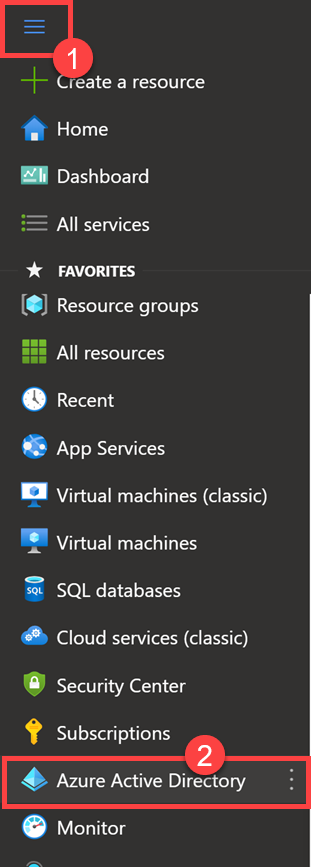 1
Create a resource
Home
Dashboard
All services
FAVORITES
Resource groups
All resources
Recent
App Services
Virtual machines (classic)
Virtual machines
SQL
SQL databases
Cloud services (classic)
Security Center
Subscriptions
2
Azure Active Directory
Monitor